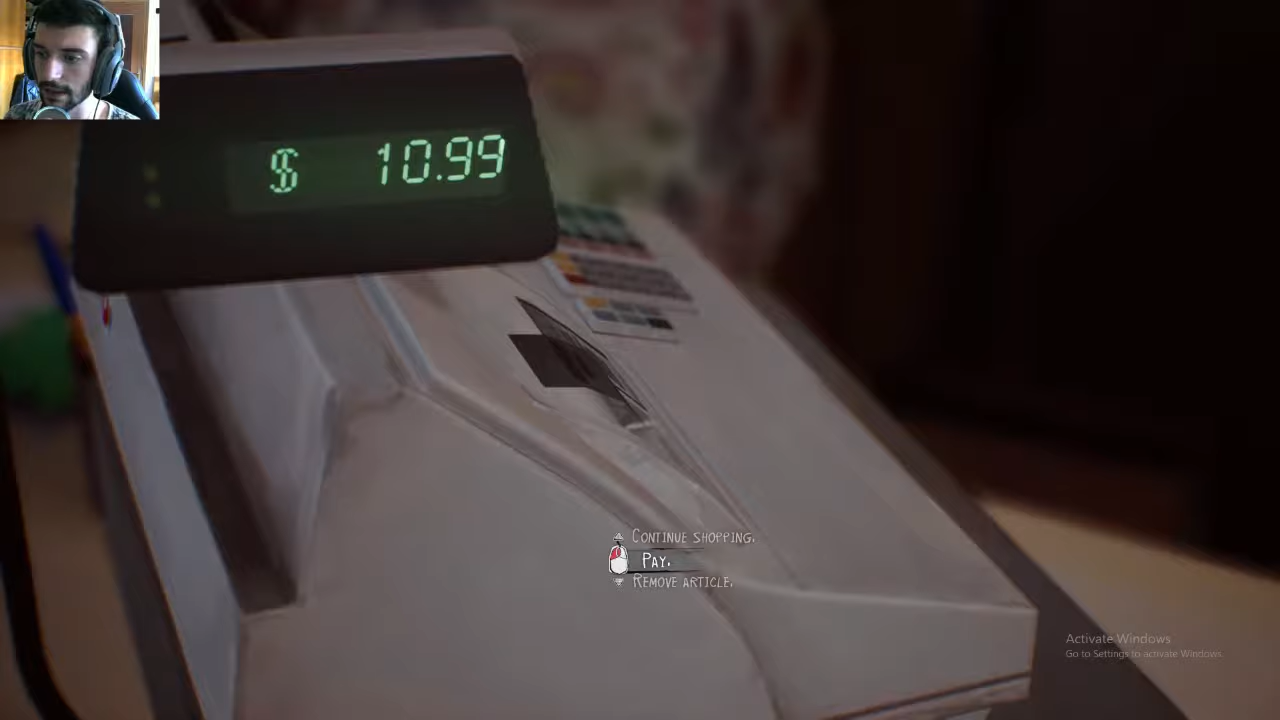 $ 10.99
CONTINUE SHOPPING.
PAY.
REMOVE ARTICLE.
Activate Windows
Go to Settings to activate Windows.